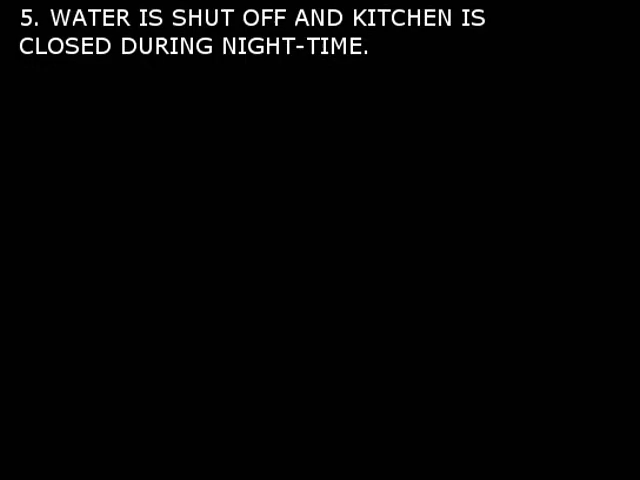 5. WATER IS SHUT OFF AND KITCHEN IS
CLOSED DURING NIGHT-TIME.